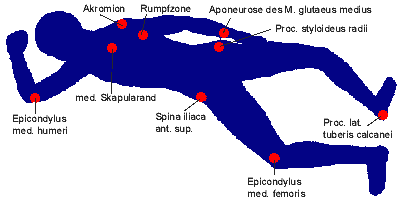 Akromion
Rumpfzone
Aponeurose des M. glutaeus medius
Proc. styloideus radii
med. Skapularand
Epicondylus
med. humeri
Spina iliaca
ant. sup.
Proc. lat.
tuberis calcanei
Epicondylus
med. femoris